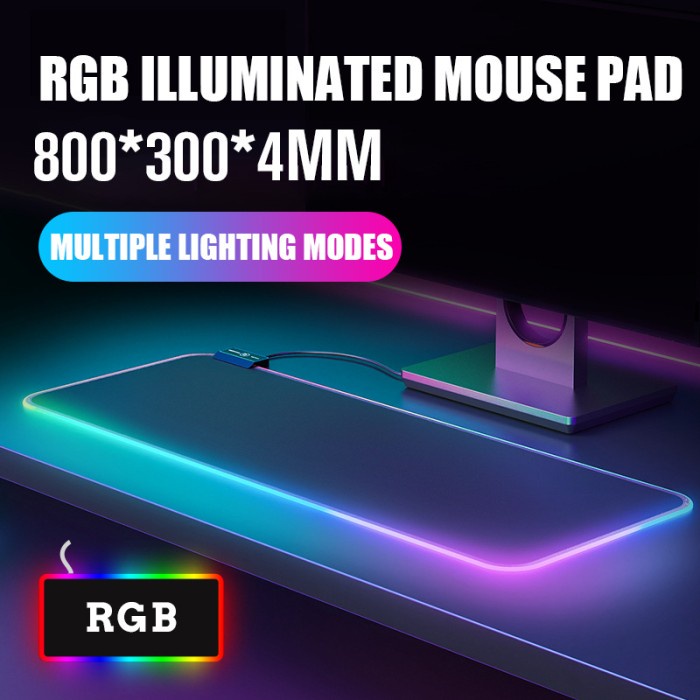 RGB ILLUMINATED MOUSE PAD
800*300*4MM
MULTIPLE LIGHTING MODES
RGB